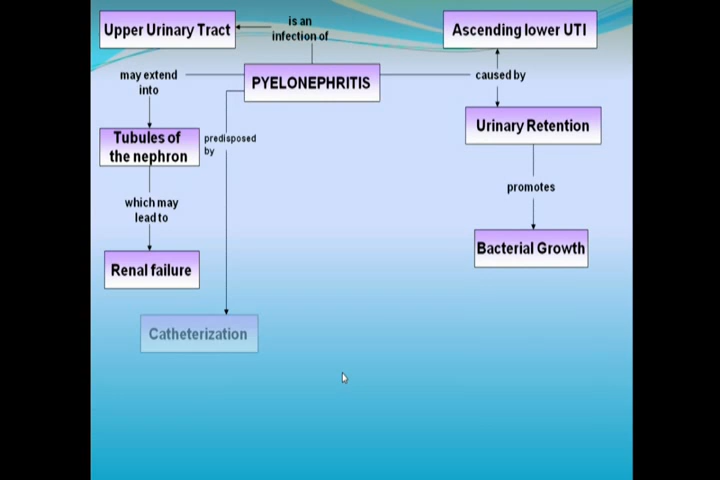 Upper Urinary Tract
is an
infection of
Ascending lower UTI
PYELONEPHRITIS
may extend
into
caused by
Tubules of
the nephron
predisposed
by
Urinary Retention
which may
lead to
promotes
Renal failure
Bacterial Growth
Catheterization